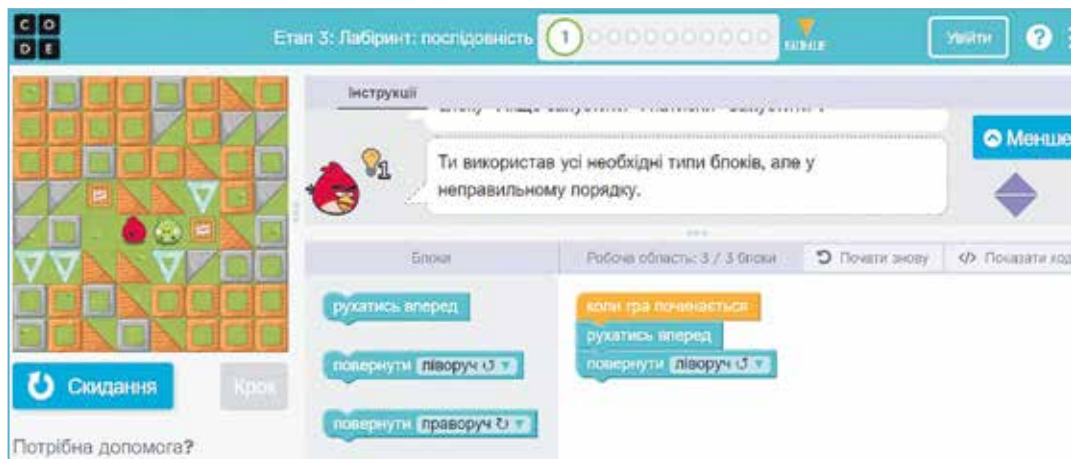 C O
D E
Етап 3: Лабіринт: послідовність
1
Увійти
?
Інструкції
1
Ти використав усі необхідні типи блоків, але у
неправильному порядку.
Менше
Блоки
Робоча область: 3 / 3 блоки
Почати знову
</> Показати код
рухатись вперед
повернути ліворуч
повернути праворуч
коли гра починається
рухатись вперед
повернути ліворуч
Скидання
Крок
Потрібна допомога?